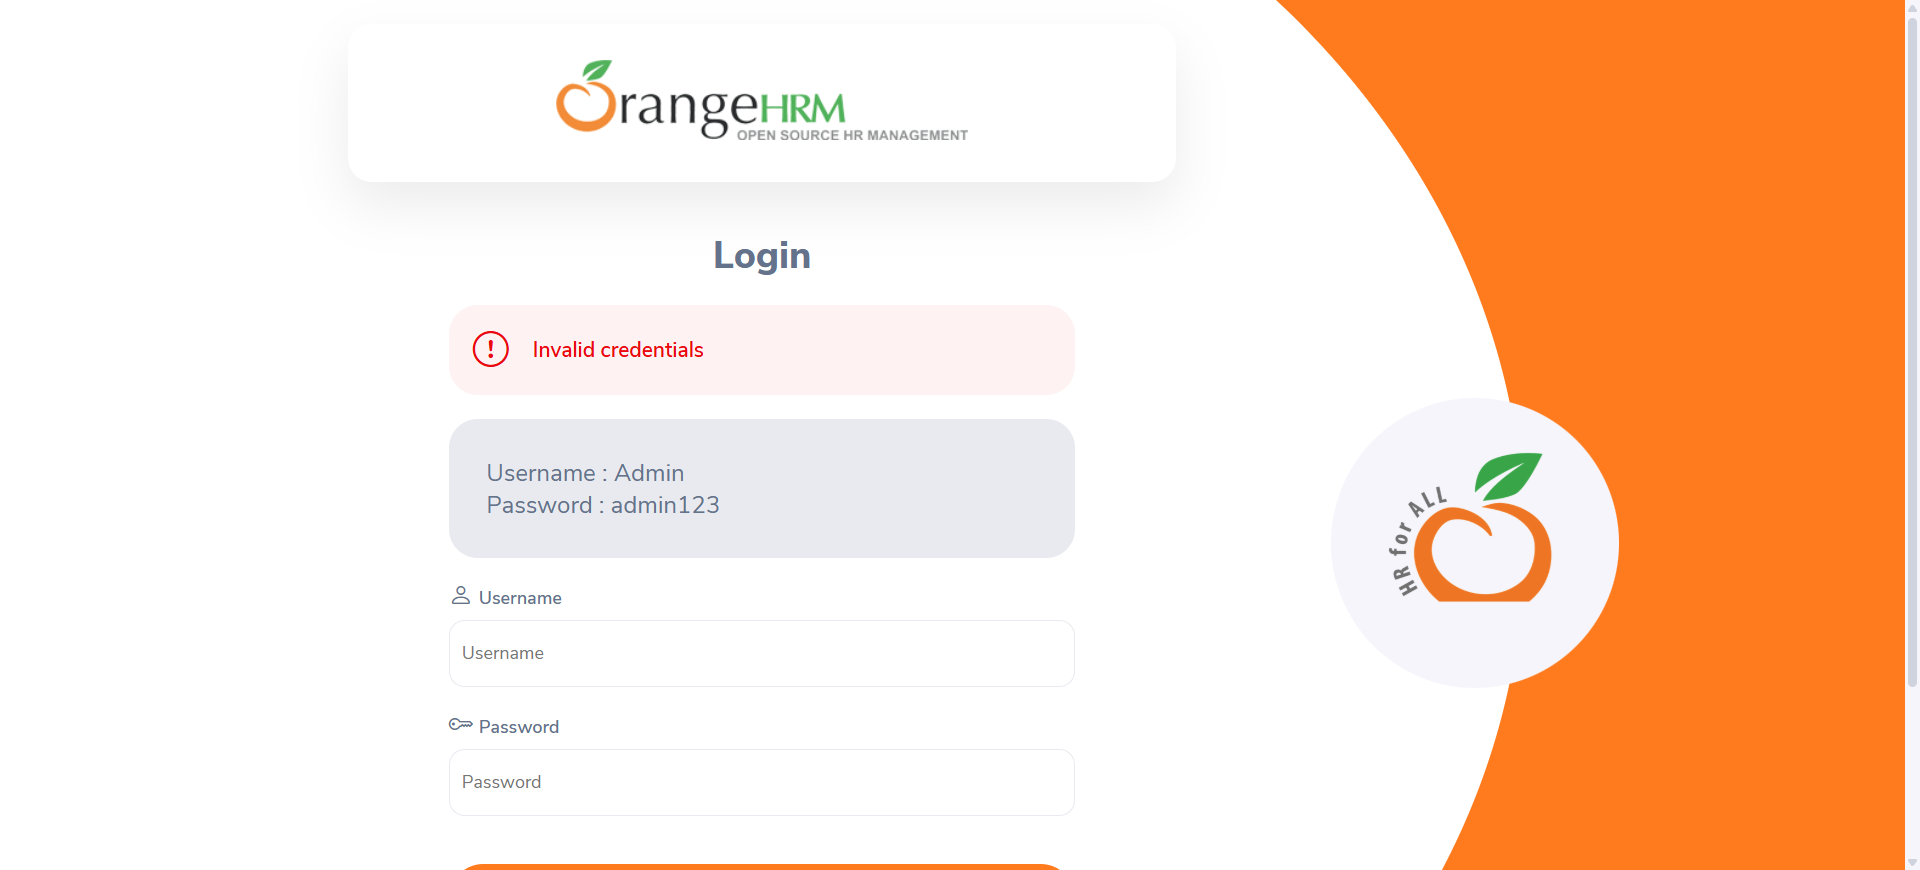 OrangeHRM
OPEN SOURCE HR MANAGEMENT
Login
Invalid credentials
Username : Admin
Password : admin123
Username
Username
Password
Password
HR for ALL